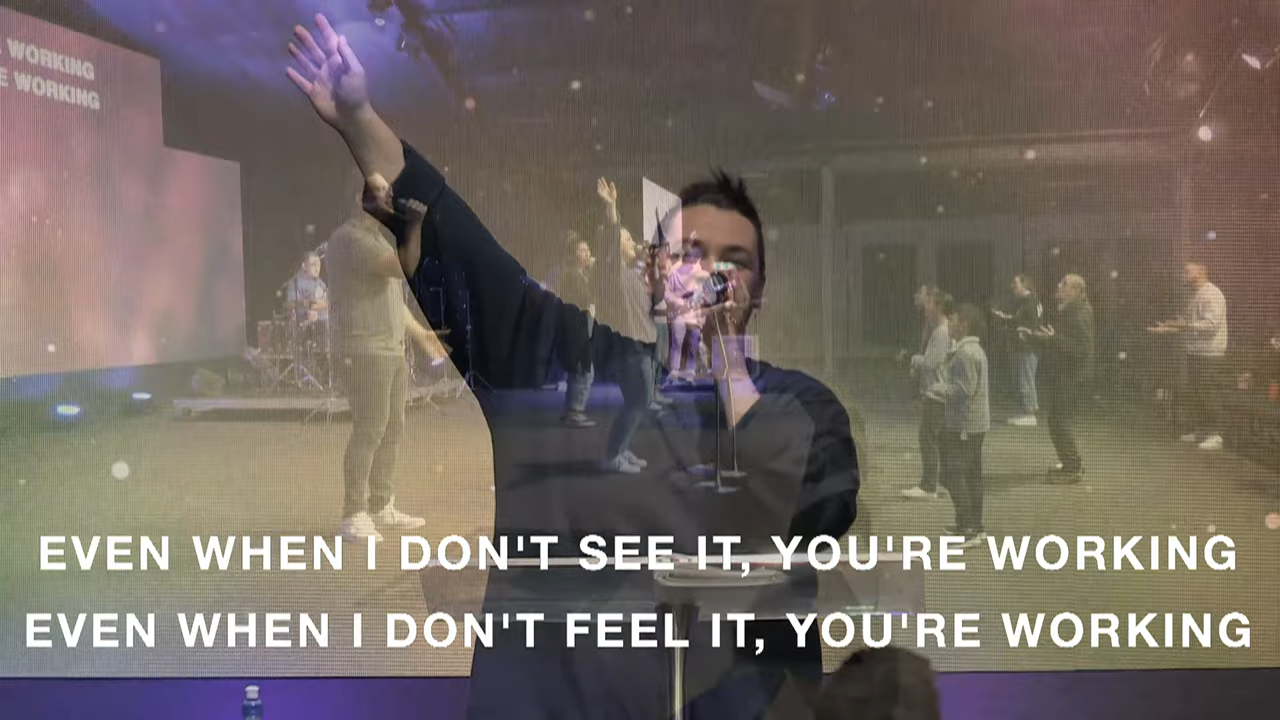 WORKING
E WORKING
EVEN WHEN I DON'T SEE IT, YOU'RE WORKING
EVEN WHEN I DON'T FEEL IT, YOU'RE WORKING